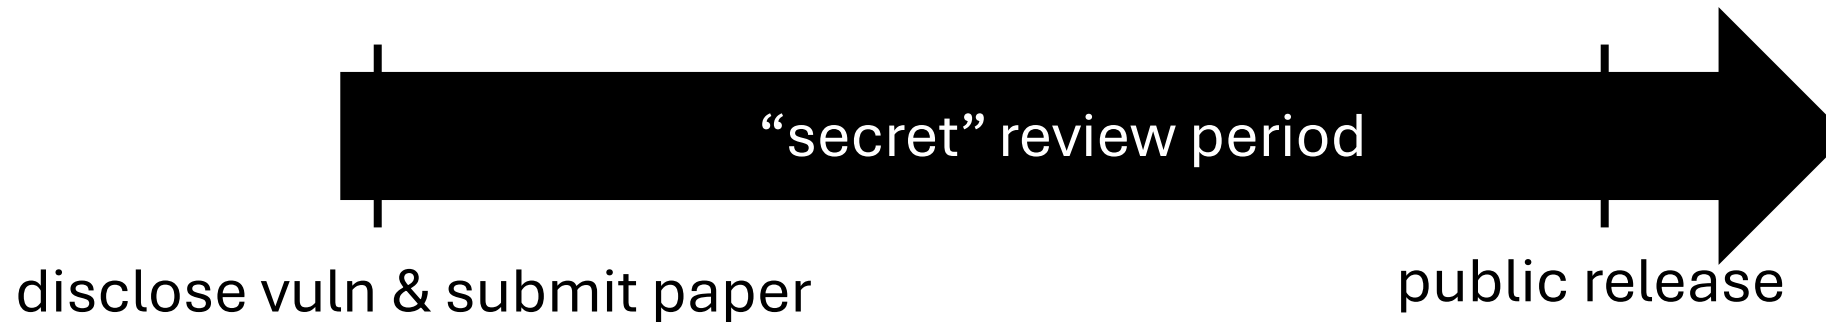 “secret” review period
disclose vuln & submit paper
public release